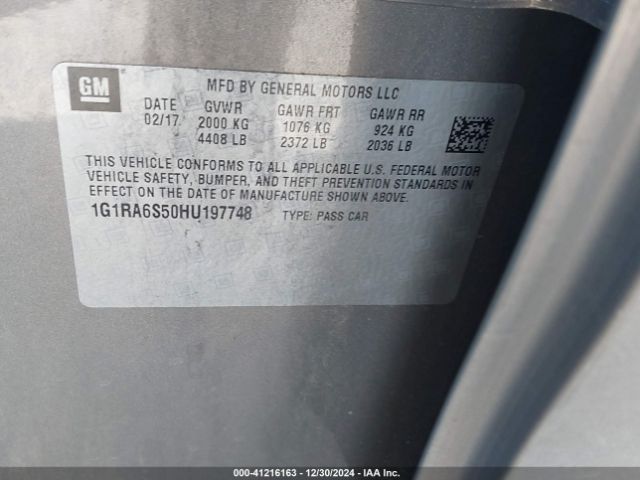 GM
MFD BY GENERAL MOTORS LLC
DATE GVWR GAWR FRT GAWR RR
02/17 2000 KG 1076 KG 924 KG
4408 LB 2372 LB 2036 LB
THIS VEHICLE CONFORMS TO ALL APPLICABLE U.S. FEDERAL MOTOR
VEHICLE SAFETY, BUMPER, AND THEFT PREVENTION STANDARDS IN
EFFECT ON THE DATE OF MANUFACTURE SHOWN ABOVE.
1G1RA6S50HU197748 TYPE: PASS CAR
000-41216163 - 12/30/2024 - IAA Inc.